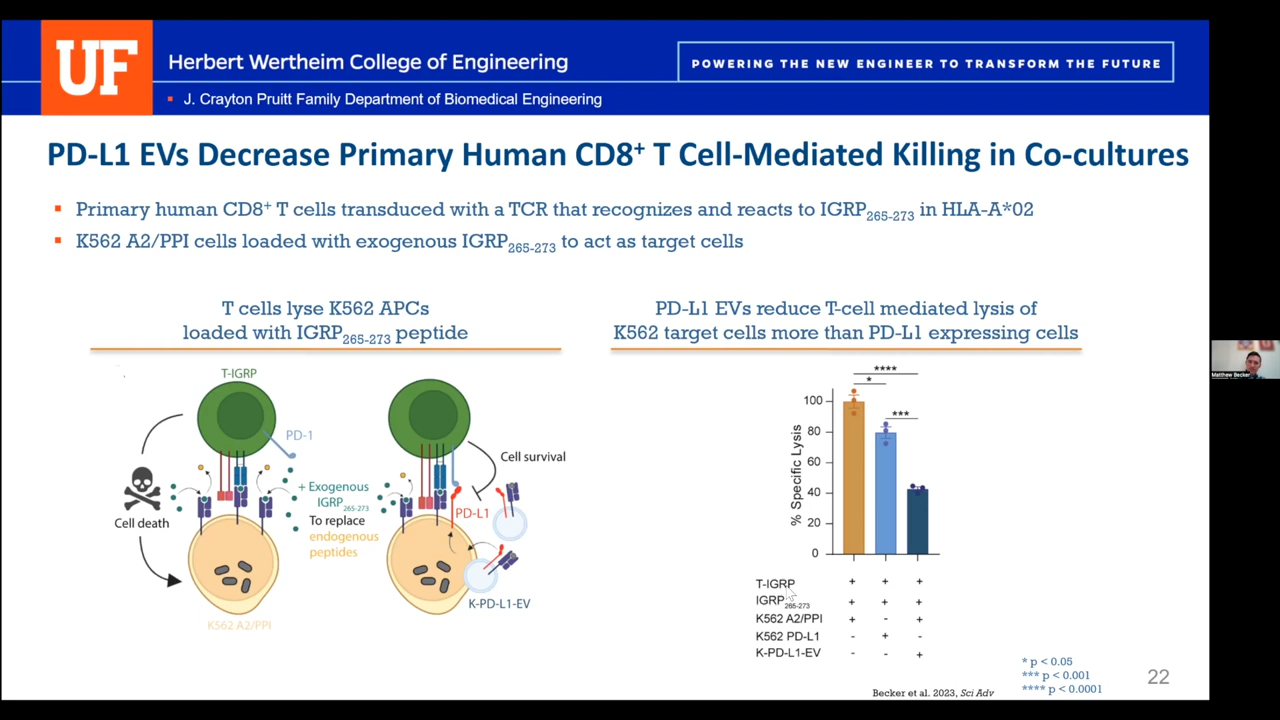 UF
Herbert Wertheim College of Engineering
J. Crayton Pruitt Family Department of Biomedical Engineering
POWERING THE NEW ENGINEER TO TRANSFORM THE FUTURE
PD-L1 EVs Decrease Primary Human CD8+ T Cell-Mediated Killing in Co-cultures
Primary human CD8+ T cells transduced with a TCR that recognizes and reacts to IGRP265-273 in HLA-A*02
K562 A2/PPI cells loaded with exogenous IGRP265-273 to act as target cells
T cells lyse K562 APCs
loaded with IGRP265-273 peptide
T-IGRP
PD-1
Cell death
+ Exogenous
IGRP265-273
To replace
endogenous
peptides
K562 A2/PPI
Cell survival
PD-L1
K-PD-L1-EV
PD-L1 EVs reduce T-cell mediated lysis of
K562 target cells more than PD-L1 expressing cells
****
*
***
% Specific Lysis
100
80
60
40
20
0
T-IGRP + + +
IGRP265-273 + + +
K562 A2/PPI + - +
K562 PD-L1 - + -
K-PD-L1-EV - - +
* p < 0.05
*** p < 0.001
**** p < 0.0001
Becker et al. 2023, Sci Adv
22
Matthew Becker